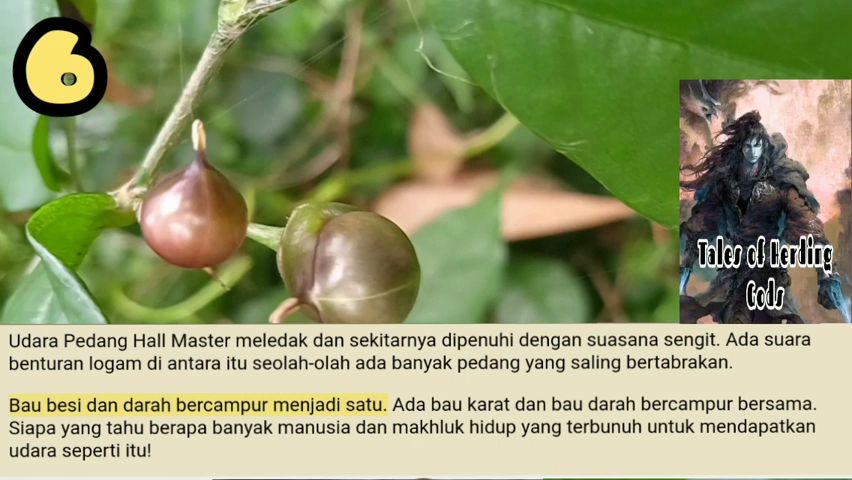 6
Tales of Herding
Gods
Udara Pedang Hall Master meledak dan sekitarnya dipenuhi dengan suasana sengit. Ada suara
benturan logam di antara itu seolah-olah ada banyak pedang yang saling bertabrakan.
Bau besi dan darah bercampur menjadi satu. Ada bau karat dan bau darah bercampur bersama.
Siapa yang tahu berapa banyak manusia dan makhluk hidup yang terbunuh untuk mendapatkan
udara seperti itu!